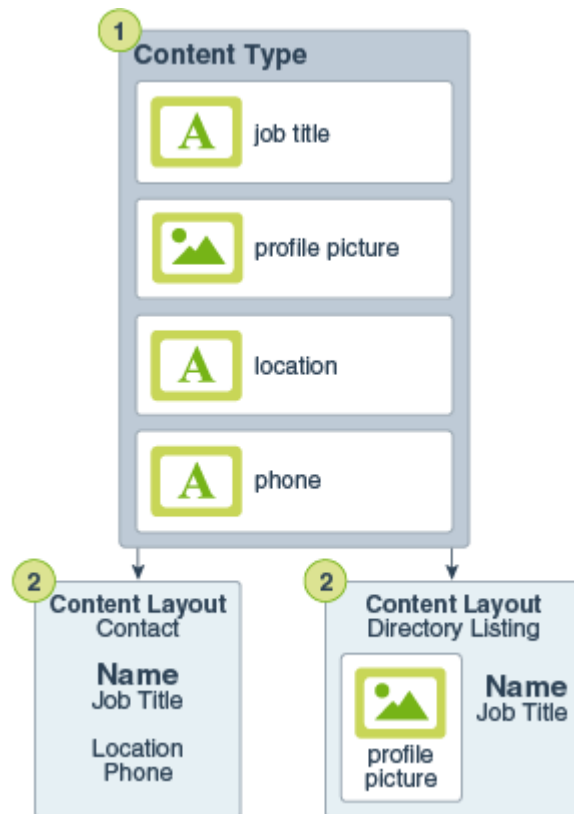 1
Content Type
A job title
profile picture
A location
A phone
2
Content Layout
Contact
Name
Job Title
Location
Phone
2
Content Layout
Directory Listing
profile
picture
Name
Job Title